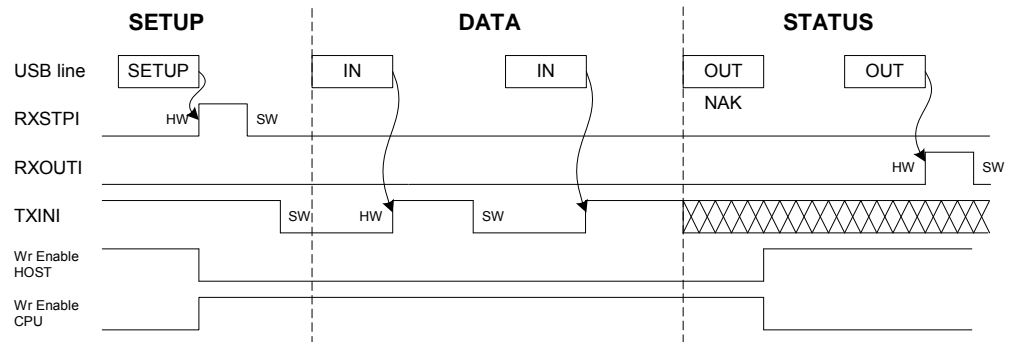 SETUP DATA STATUS
USB line SETUP IN IN OUT OUT
NAK
RXSTPI HW SW
RXOUTI HW SW
TXINI SW HW SW
Wr Enable
HOST
Wr Enable
CPU